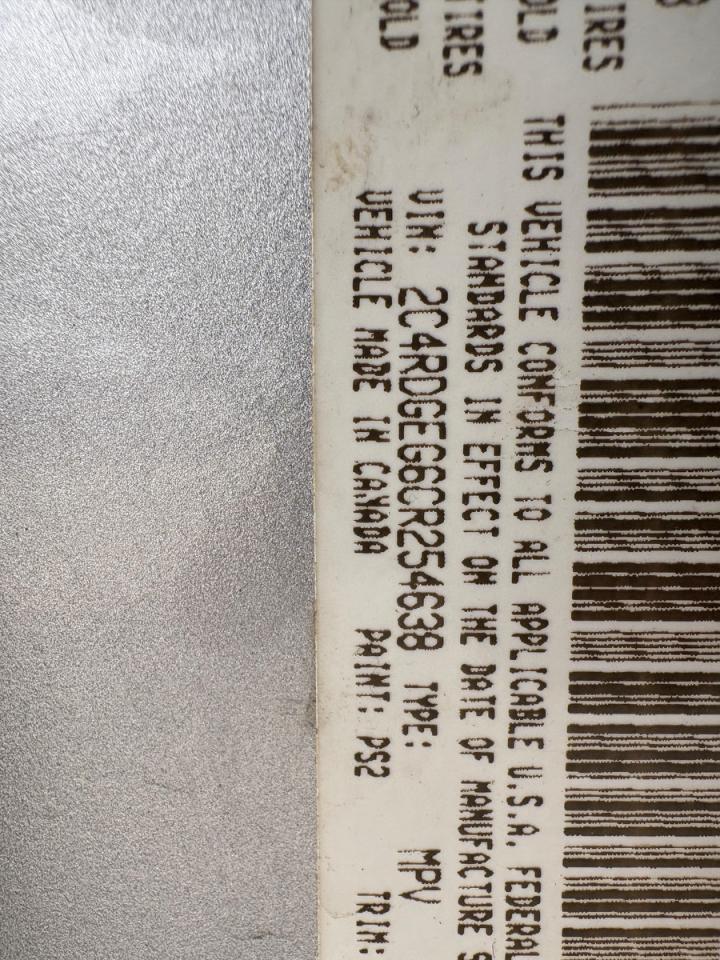 IRES
OLD
TIRES
OLD
THIS VEHICLE CONFORMS TO ALL APPLICABLE U.S.A. FEDERAL
STANDARDS IN EFFECT ON THE DATE OF MANUFACTURE S
VIN: 2C4RDGEG6CR254638 TYPE: MPV
VEHICLE MADE IN CANADA PAINT: PS2 TRIM: